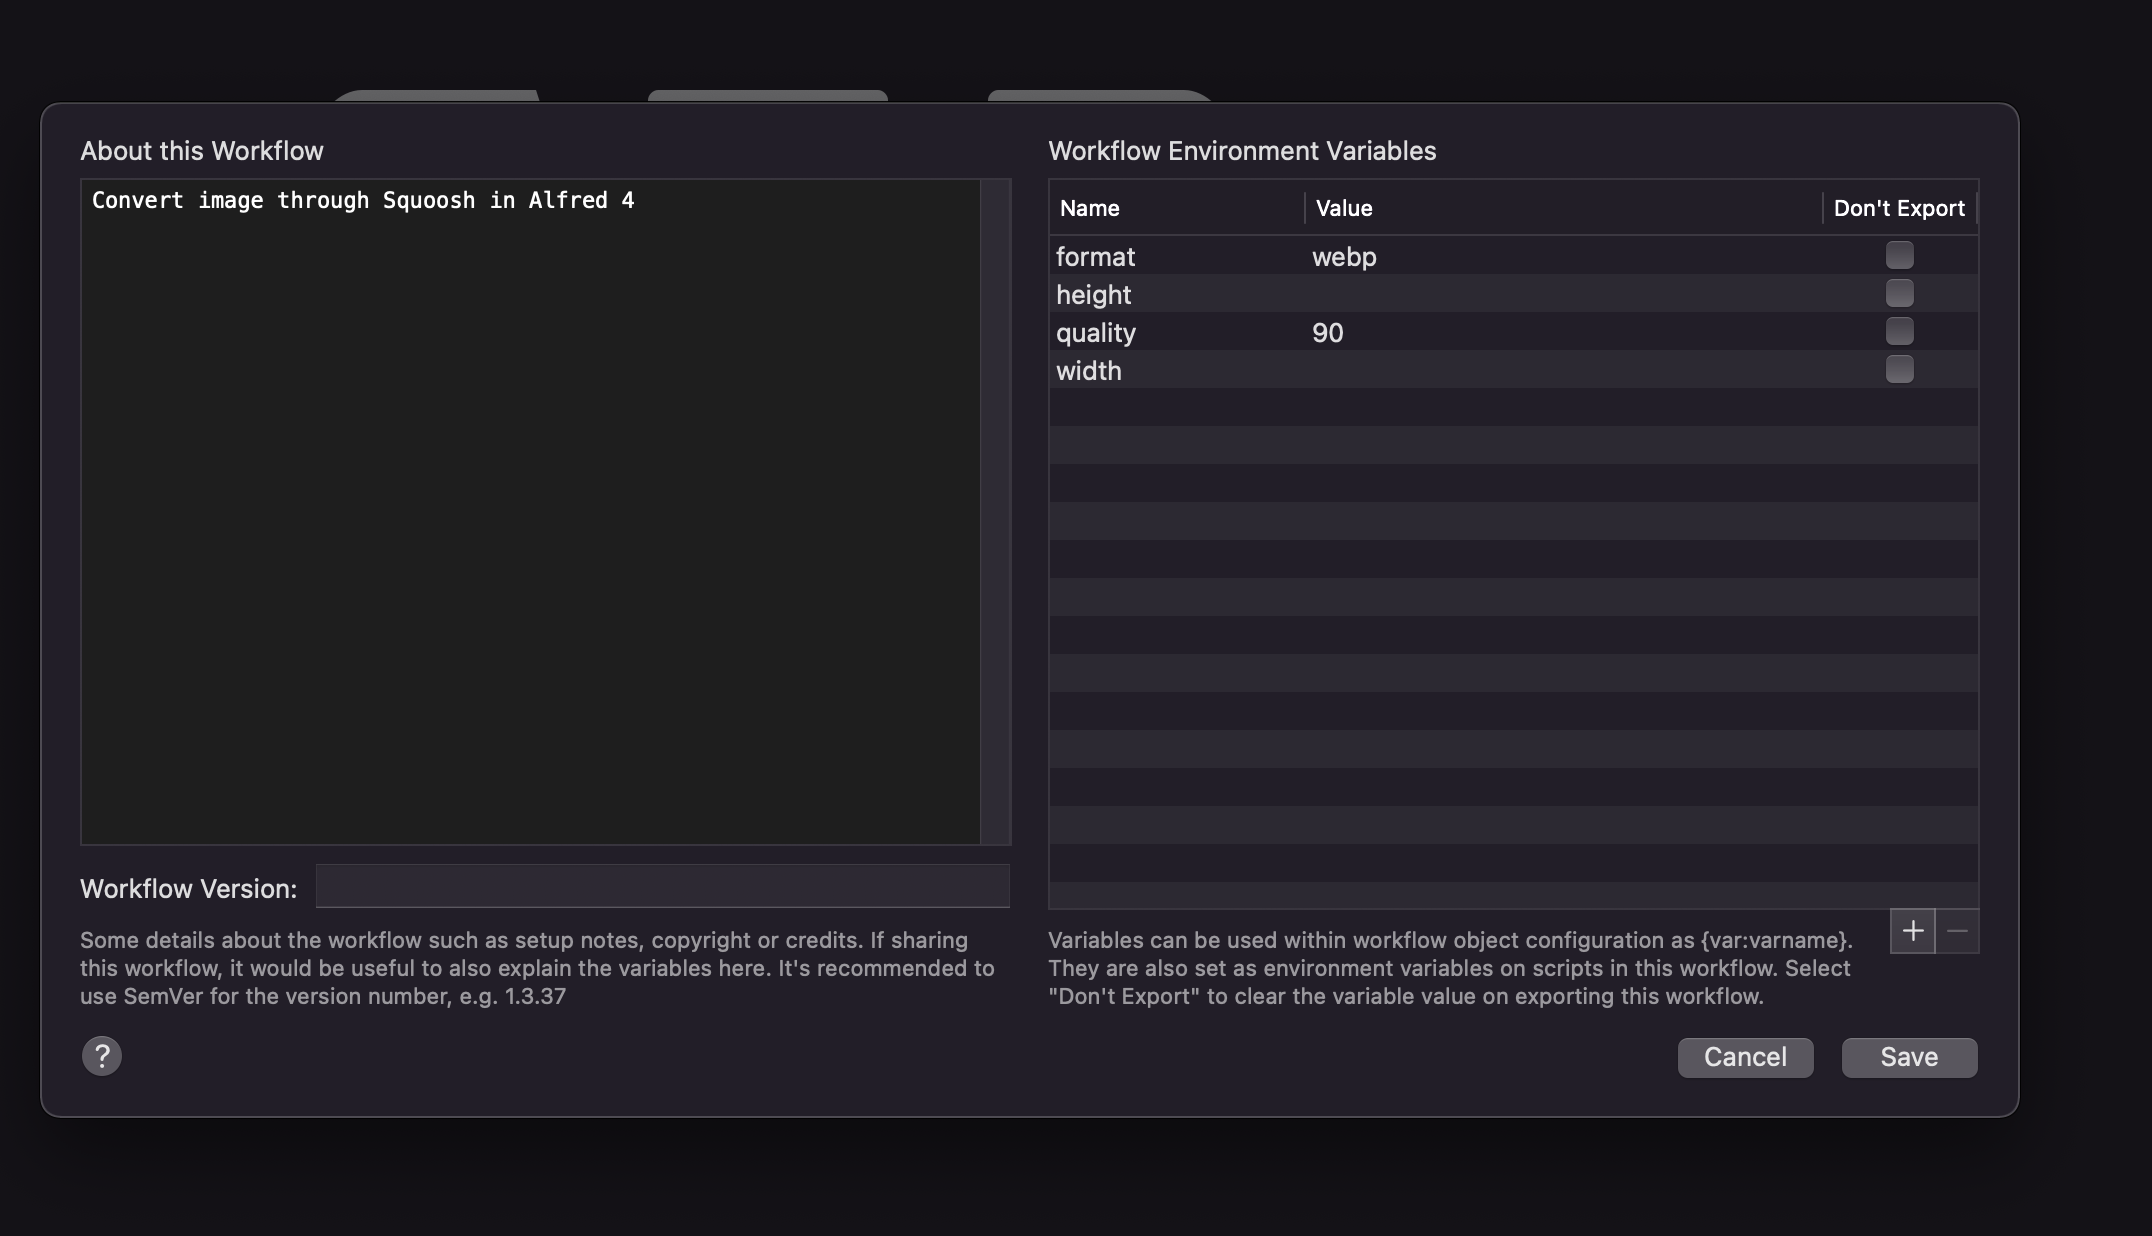 About this Workflow
Convert image through Squoosh in Alfred 4
Workflow Version:
Some details about the workflow such as setup notes, copyright or credits. If sharing
this workflow, it would be useful to also explain the variables here. It's recommended to
use SemVer for the version number, e.g. 1.3.37
?
Workflow Environment Variables
Name Value Don't Export
format webp
height
quality 90
width
+ −
Variables can be used within workflow object configuration as {var:varname}.
They are also set as environment variables on scripts in this workflow. Select
"Don't Export" to clear the variable value on exporting this workflow.
Cancel Save